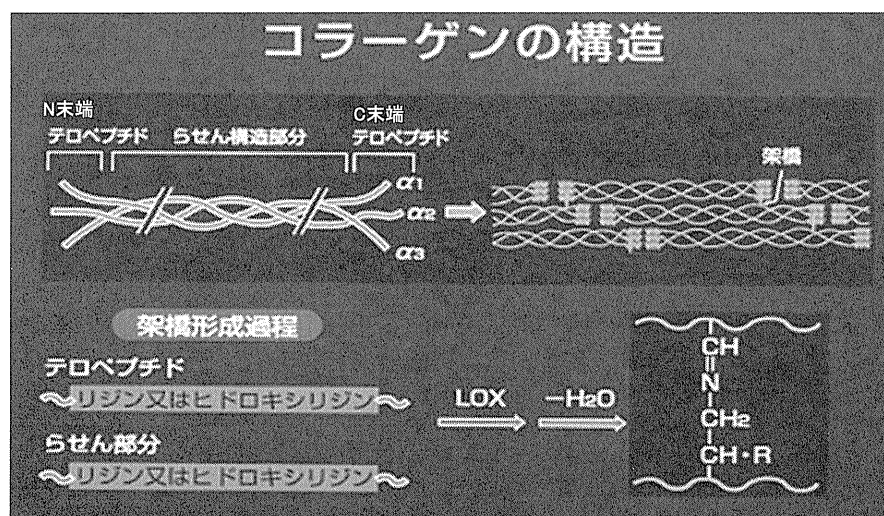 コラーゲンの構造
N末端
C末端
テロペプチド らせん構造部分 テロペプチド
α1
α2
α3
架橋
架橋形成過程
テロペプチド
リジン又はヒドロキシリジン
らせん部分
リジン又はヒドロキシリジン
LOX
−H2O
CH
N
CH2
CH・R